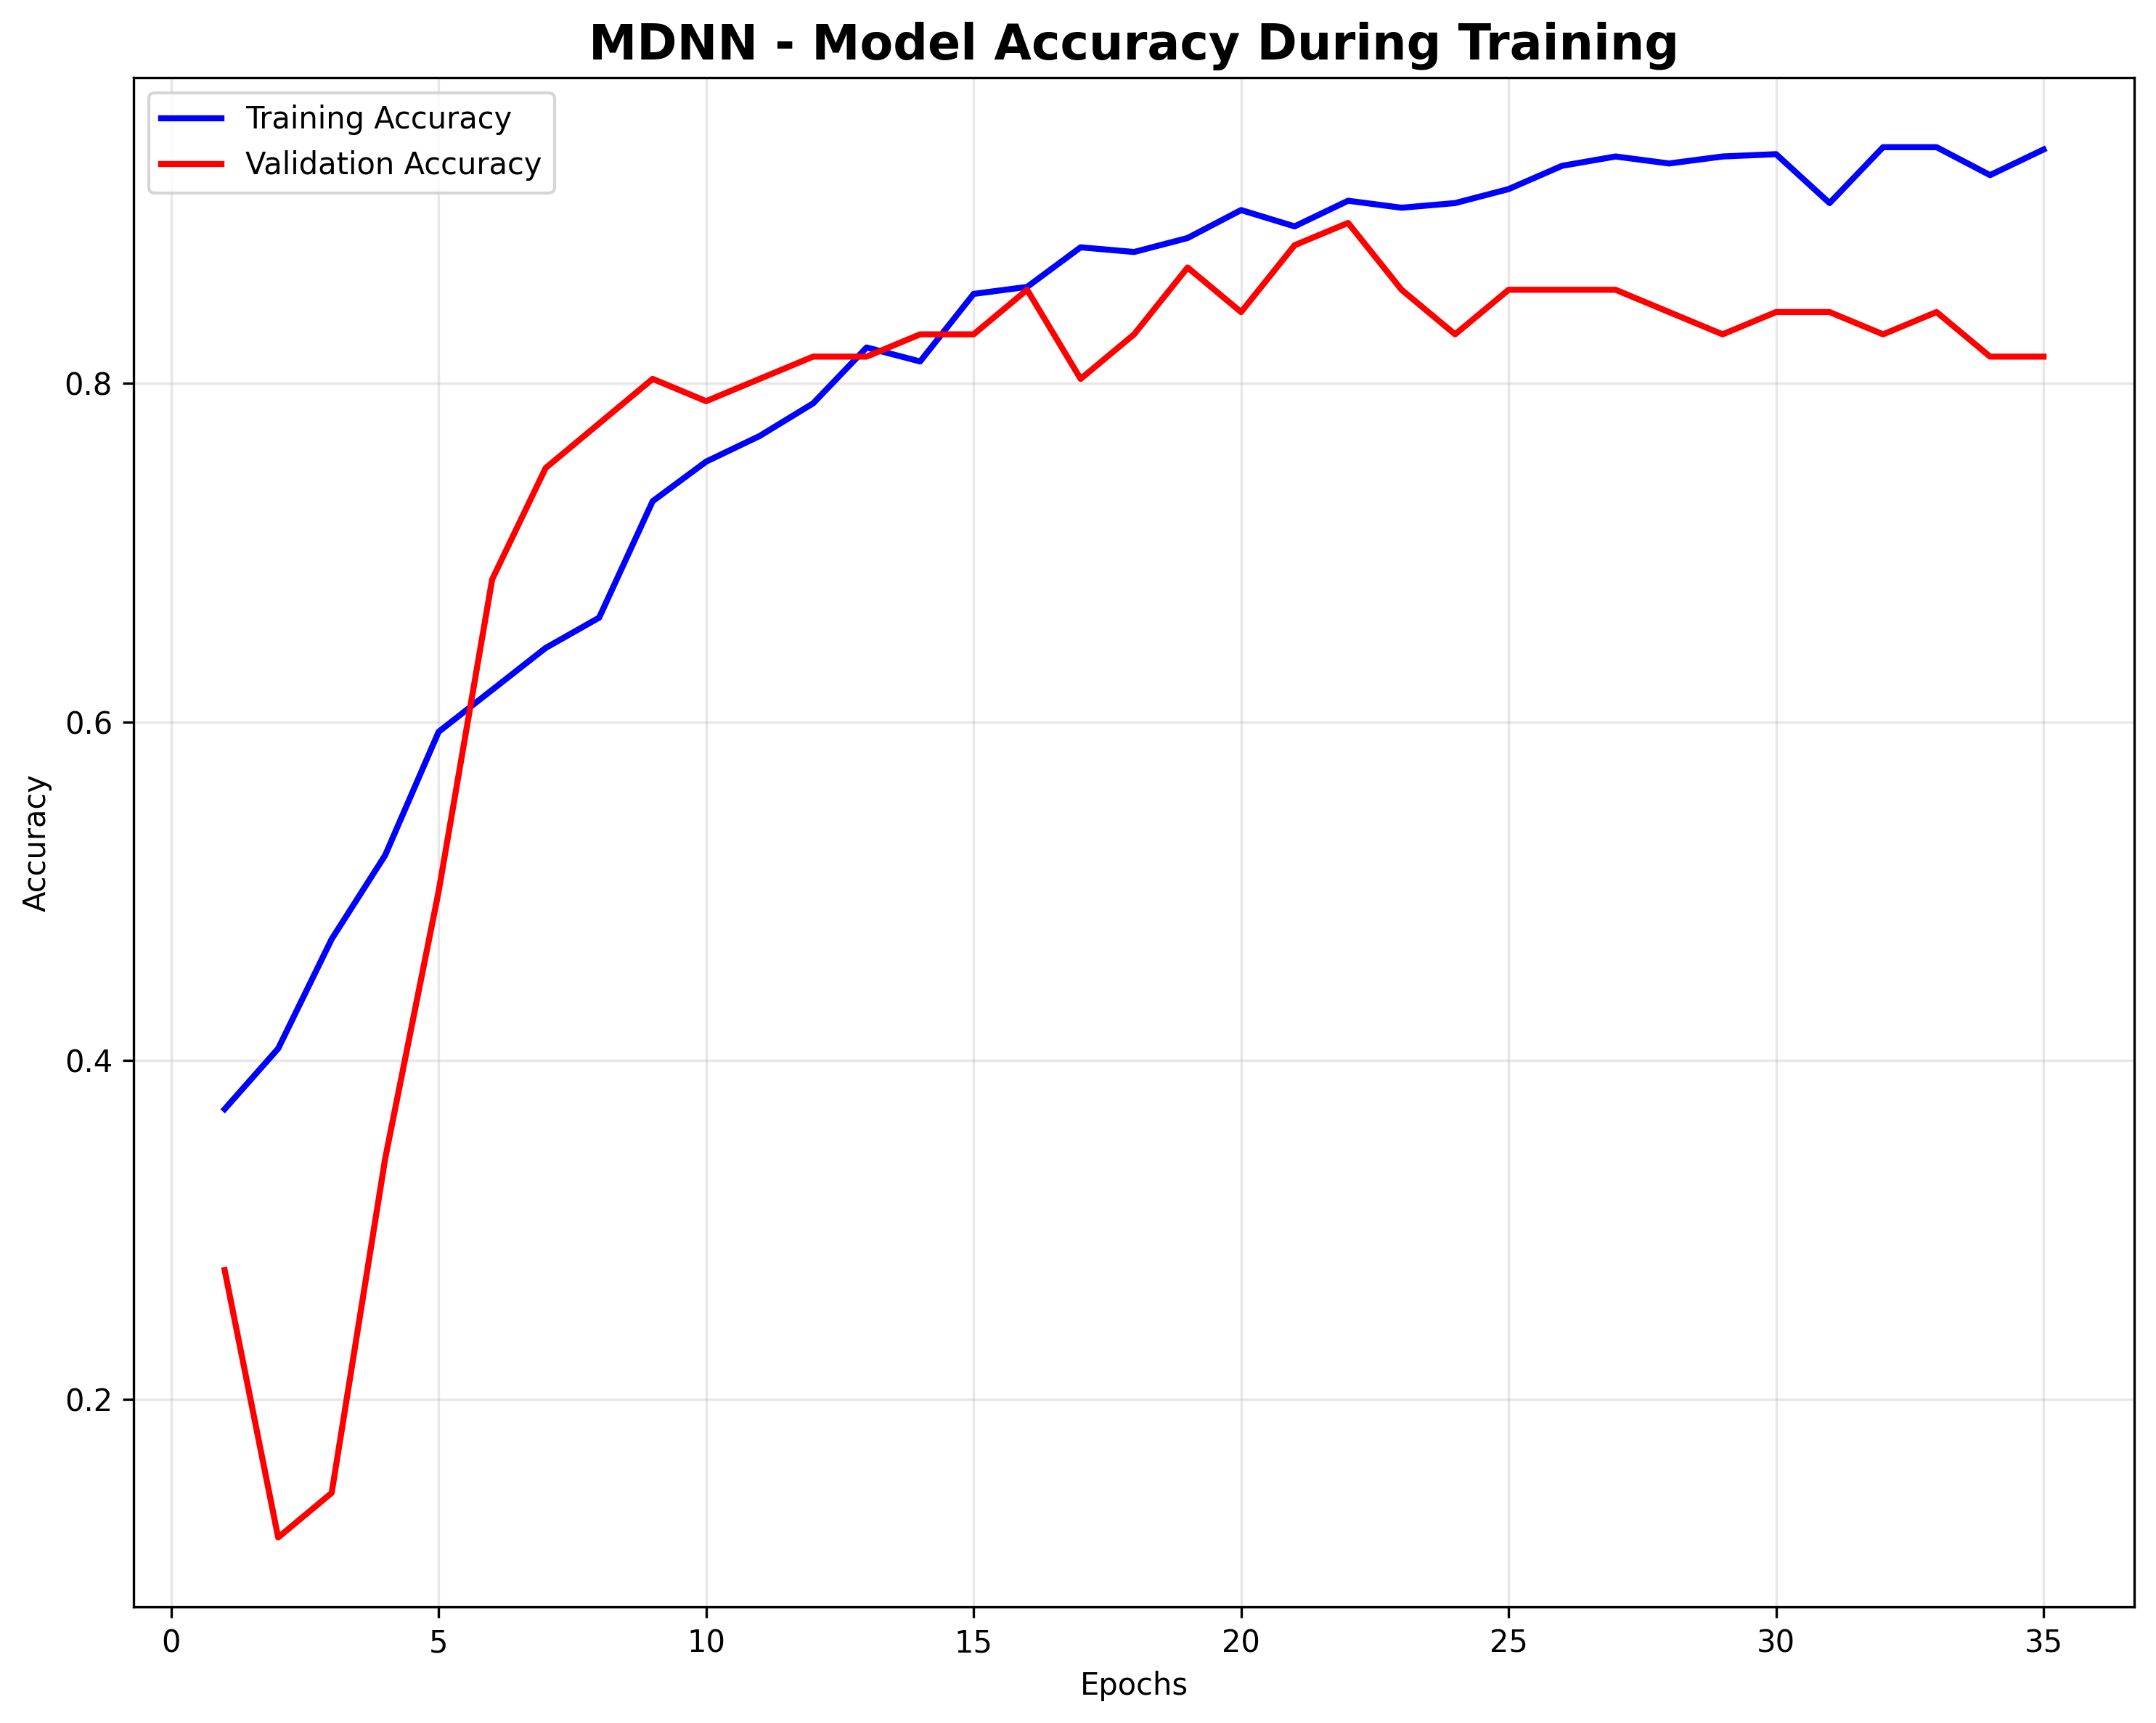 MDNN - Model Accuracy During Training
Training Accuracy
Validation Accuracy
0.8
0.6
0.4
0.2
Accuracy
0 5 10 15 20 25 30 35
Epochs